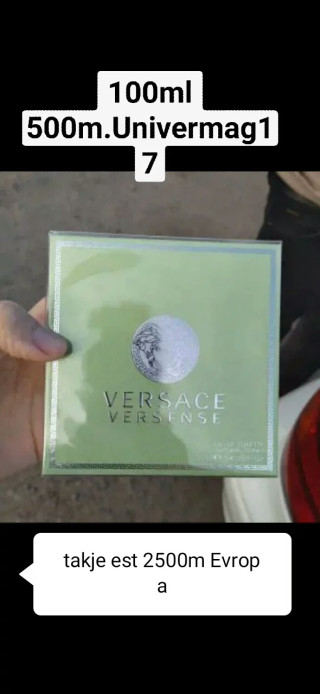 100ml
500m.Univermag1
7
VERSACE
VERSENSE
takje est 2500m Evrop
a